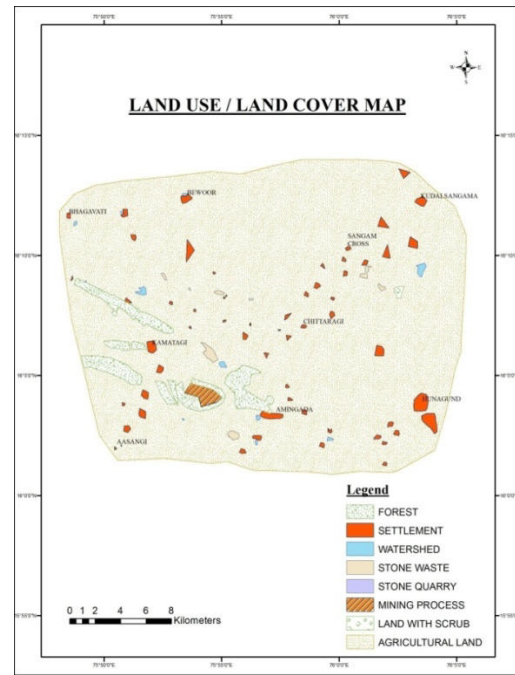 N
W E
S
LAND USE / LAND COVER MAP
BEWOOR
KUDALSANGAMA
BHAGAVATI
SANGAM
CROSS
CHITTARAGI
KAMATAGI
HUNAGUND
AMINGADA
AASANGI
Legend
FOREST
SETTLEMENT
WATERSHED
STONE WASTE
STONE QUARRY
MINING PROCESS
LAND WITH SCRUB
AGRICULTURAL LAND
0 1 2 4 6 8
Kilometers